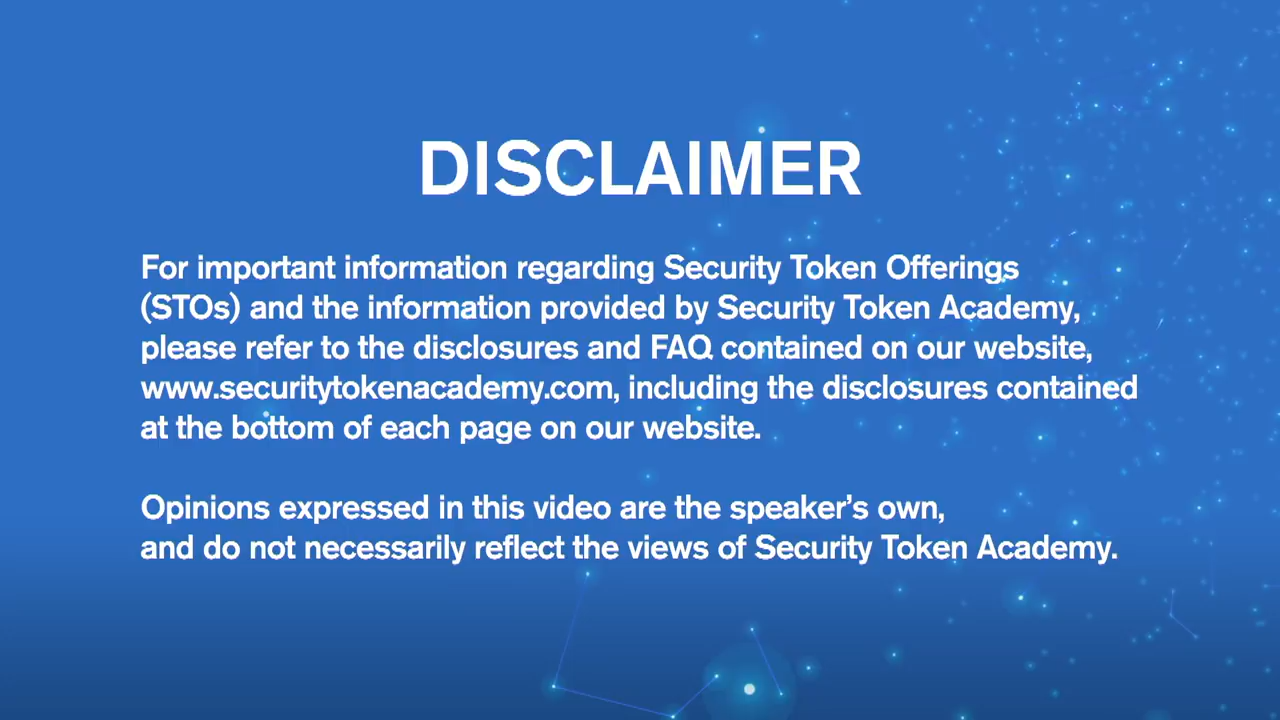 DISCLAIMER
For important information regarding Security Token Offerings
(STOs) and the information provided by Security Token Academy,
please refer to the disclosures and FAQ contained on our website,
www.securitytokenacademy.com, including the disclosures contained
at the bottom of each page on our website.
Opinions expressed in this video are the speaker’s own,
and do not necessarily reflect the views of Security Token Academy.